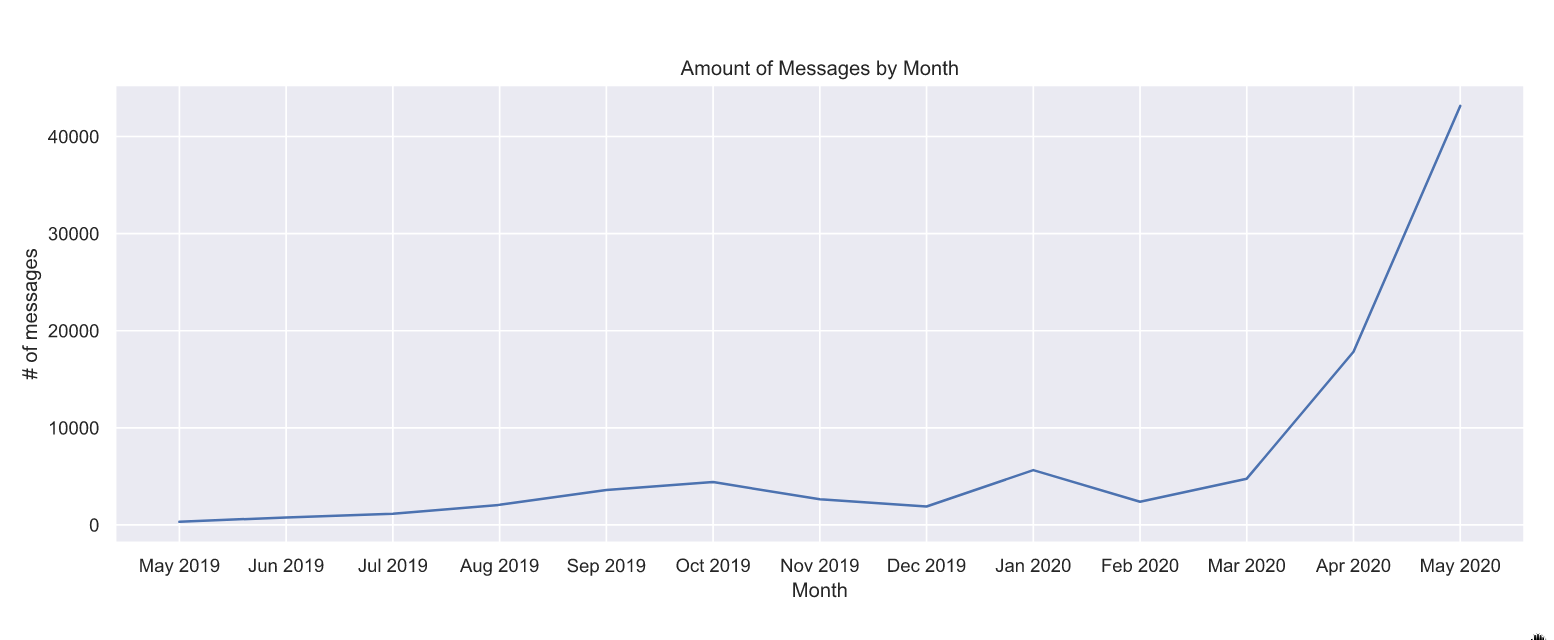 Amount of Messages by Month
# of messages
40000
30000
20000
10000
0
May 2019 Jun 2019 Jul 2019 Aug 2019 Sep 2019 Oct 2019 Nov 2019 Dec 2019 Jan 2020 Feb 2020 Mar 2020 Apr 2020 May 2020
Month